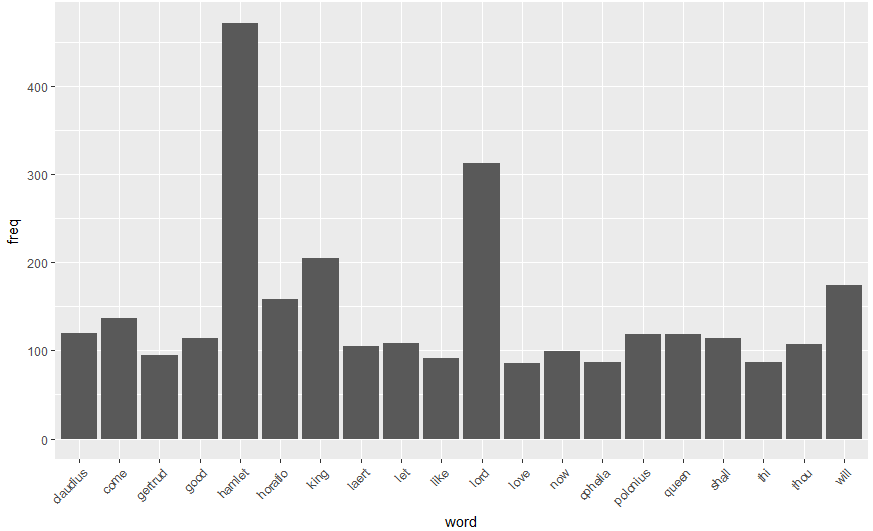 400
300
200
100
0
freq
claudius come gertrud good hamlet horatio king laert let like lord love now ophelia polonius queen shall thi thou will
word